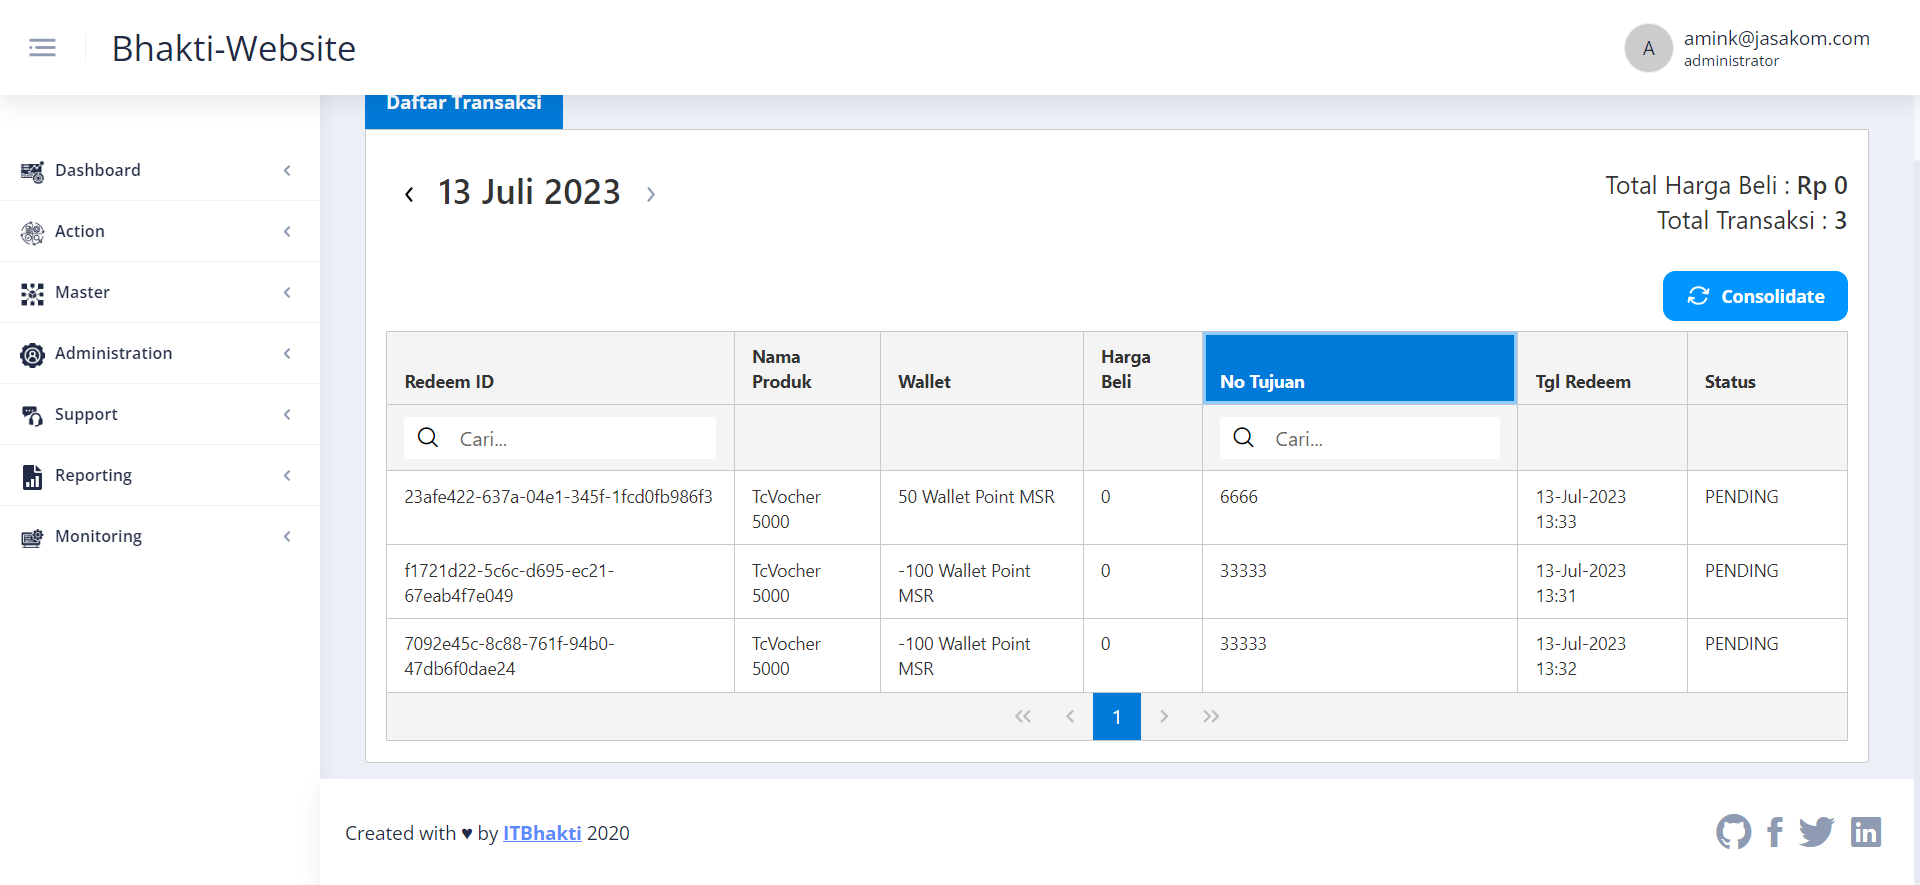 Bhakti-Website
A
amink@jasakom.com
administrator
Dashboard
Action
Master
Administration
Support
Reporting
Monitoring
Daftar Transaksi
13 Juli 2023
Total Harga Beli : Rp 0
Total Transaksi : 3
Consolidate
Redeem ID
Nama
Produk
Wallet
Harga
Beli
No Tujuan
Tgl Redeem
Status
Cari...
Cari...
23afe422-637a-04e1-345f-1fcd0fb986f3
TcVocher
5000
50 Wallet Point MSR
0
6666
13-Jul-2023
13:33
PENDING
f1721d22-5c6c-d695-ec21-
67eab4f7e049
TcVocher
5000
-100 Wallet Point
MSR
0
33333
13-Jul-2023
13:31
PENDING
7092e45c-8c88-761f-94b0-
47db6f0dae24
TcVocher
5000
-100 Wallet Point
MSR
0
33333
13-Jul-2023
13:32
PENDING
1
Created with ♥ by ITBhakti 2020